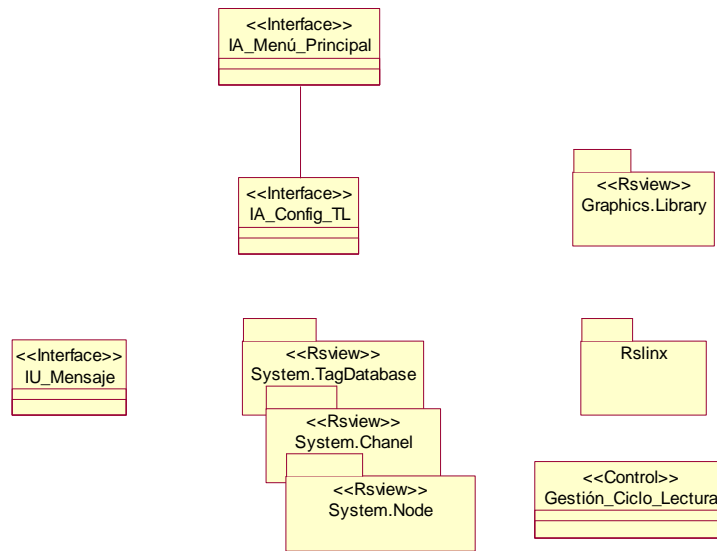 <<Interface>>
IA_Menú_Principal
<<Interface>>
IA_Config_TL
<<Rsview>>
Graphics.Library
<<Interface>>
IU_Mensaje
<<Rsview>>
System.TagDatabase
<<Rsview>>
System.Chanel
<<Rsview>>
System.Node
Rslinx
<<Control>>
Gestión_Ciclo_Lectura